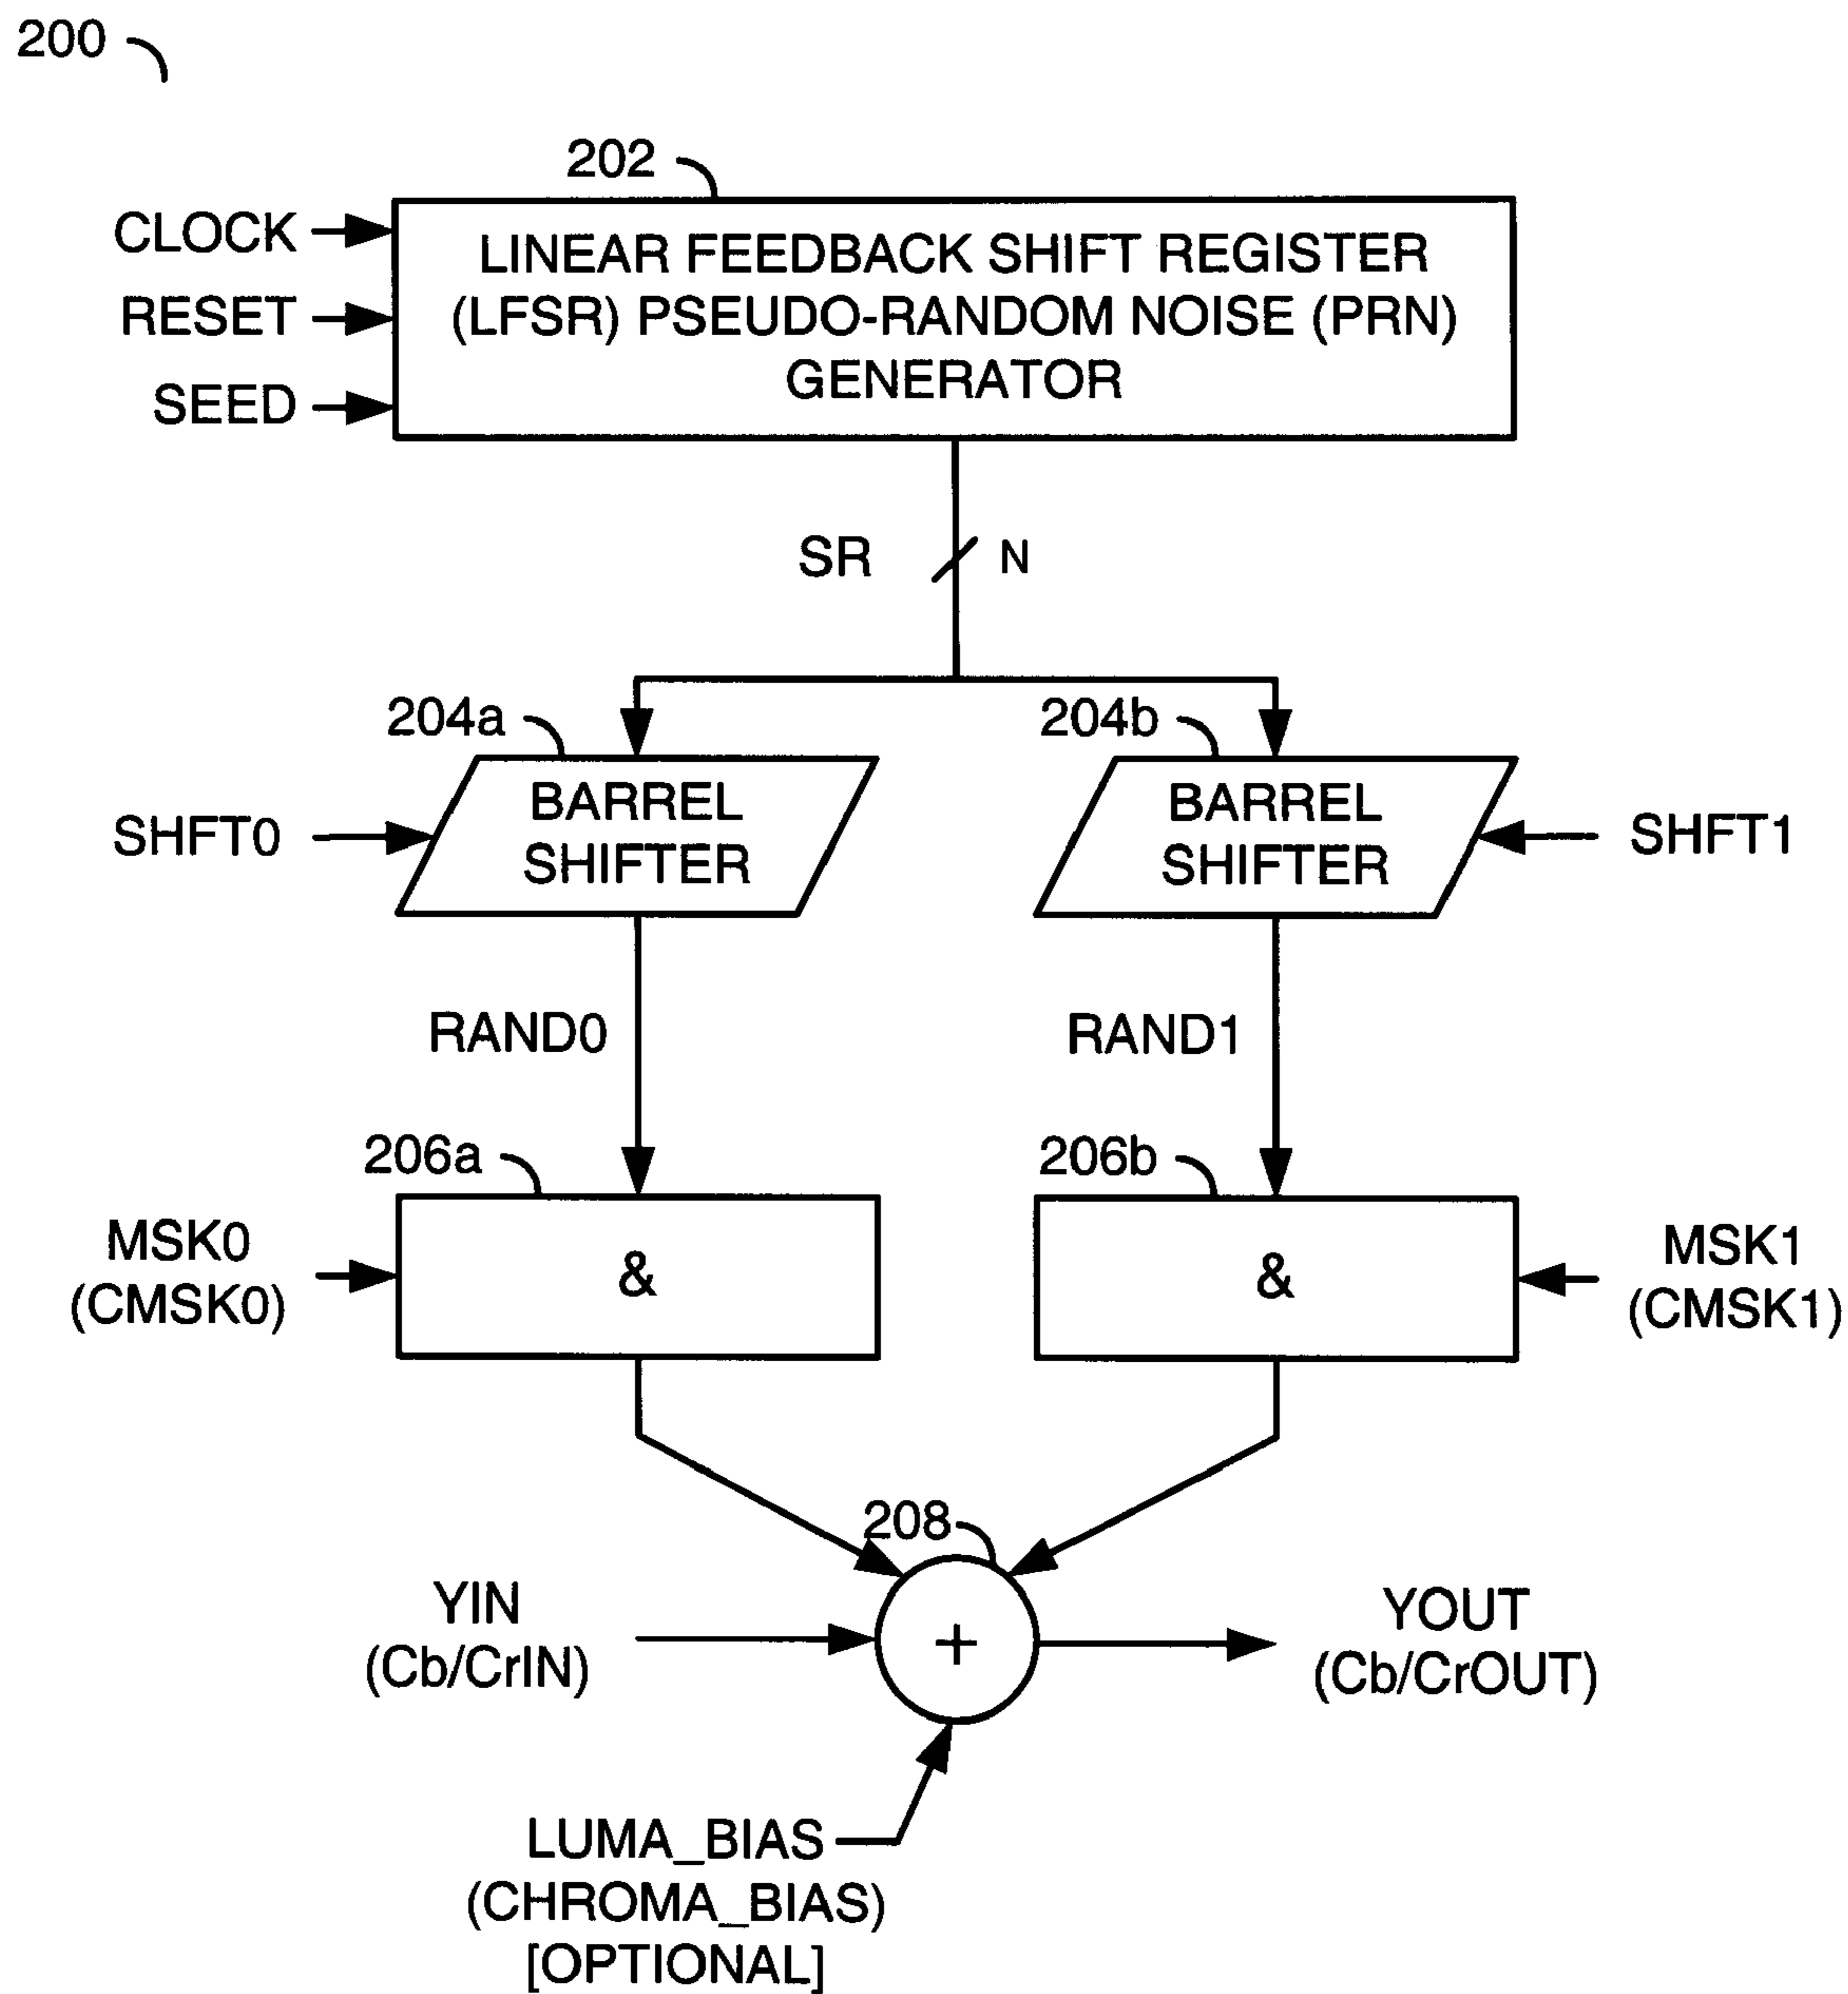 200
202
CLOCK
RESET
SEED
LINEAR FEEDBACK SHIFT REGISTER
(LFSR) PSEUDO-RANDOM NOISE (PRN)
GENERATOR
SR
N
204a
204b
SHFT0
BARREL
SHIFTER
BARREL
SHIFTER
SHFT1
RAND0
RAND1
206a
206b
MSK0
(CMSK0)
&
&
MSK1
(CMSK1)
208
YIN
(Cb/CrIN)
+
YOUT
(Cb/CrOUT)
LUMA_BIAS
(CHROMA_BIAS)
[OPTIONAL]